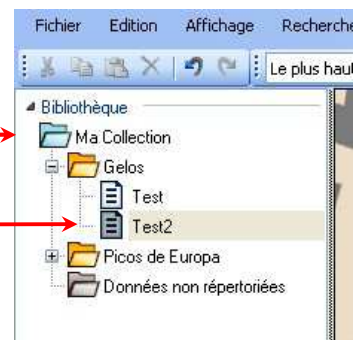 Fichier Edition Affichage Recherche
Le plus haut
Bibliothèque
Ma Collection
Gelos
Test
Test2
Picos de Europa
Données non répertoriées